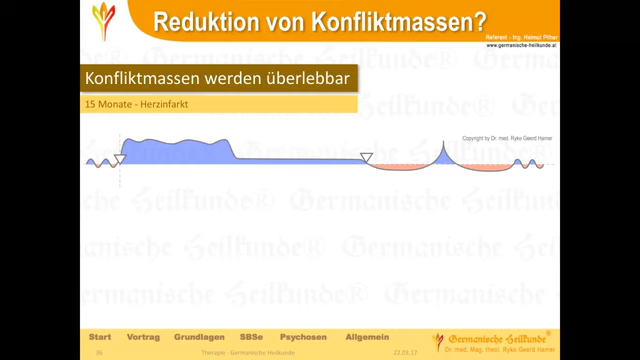 Reduktion von Konfliktmassen?
Referent - Ing. Helmut Pilhar
www.germanische-heilkunde.at
Konfliktmassen werden überlebbar
15 Monate - Herzinfarkt
Copyright by Dr. med. Ryke Geerd Hamer
Germanische Heilkunde®
Start Vortrag Grundlagen SBSe Psychosen Allgemein
36 Therapie - Germanische Heilkunde 22.03.17
Germanische Heilkunde®
Dr. med. Mag. theol. Ryke Geerd Hamer